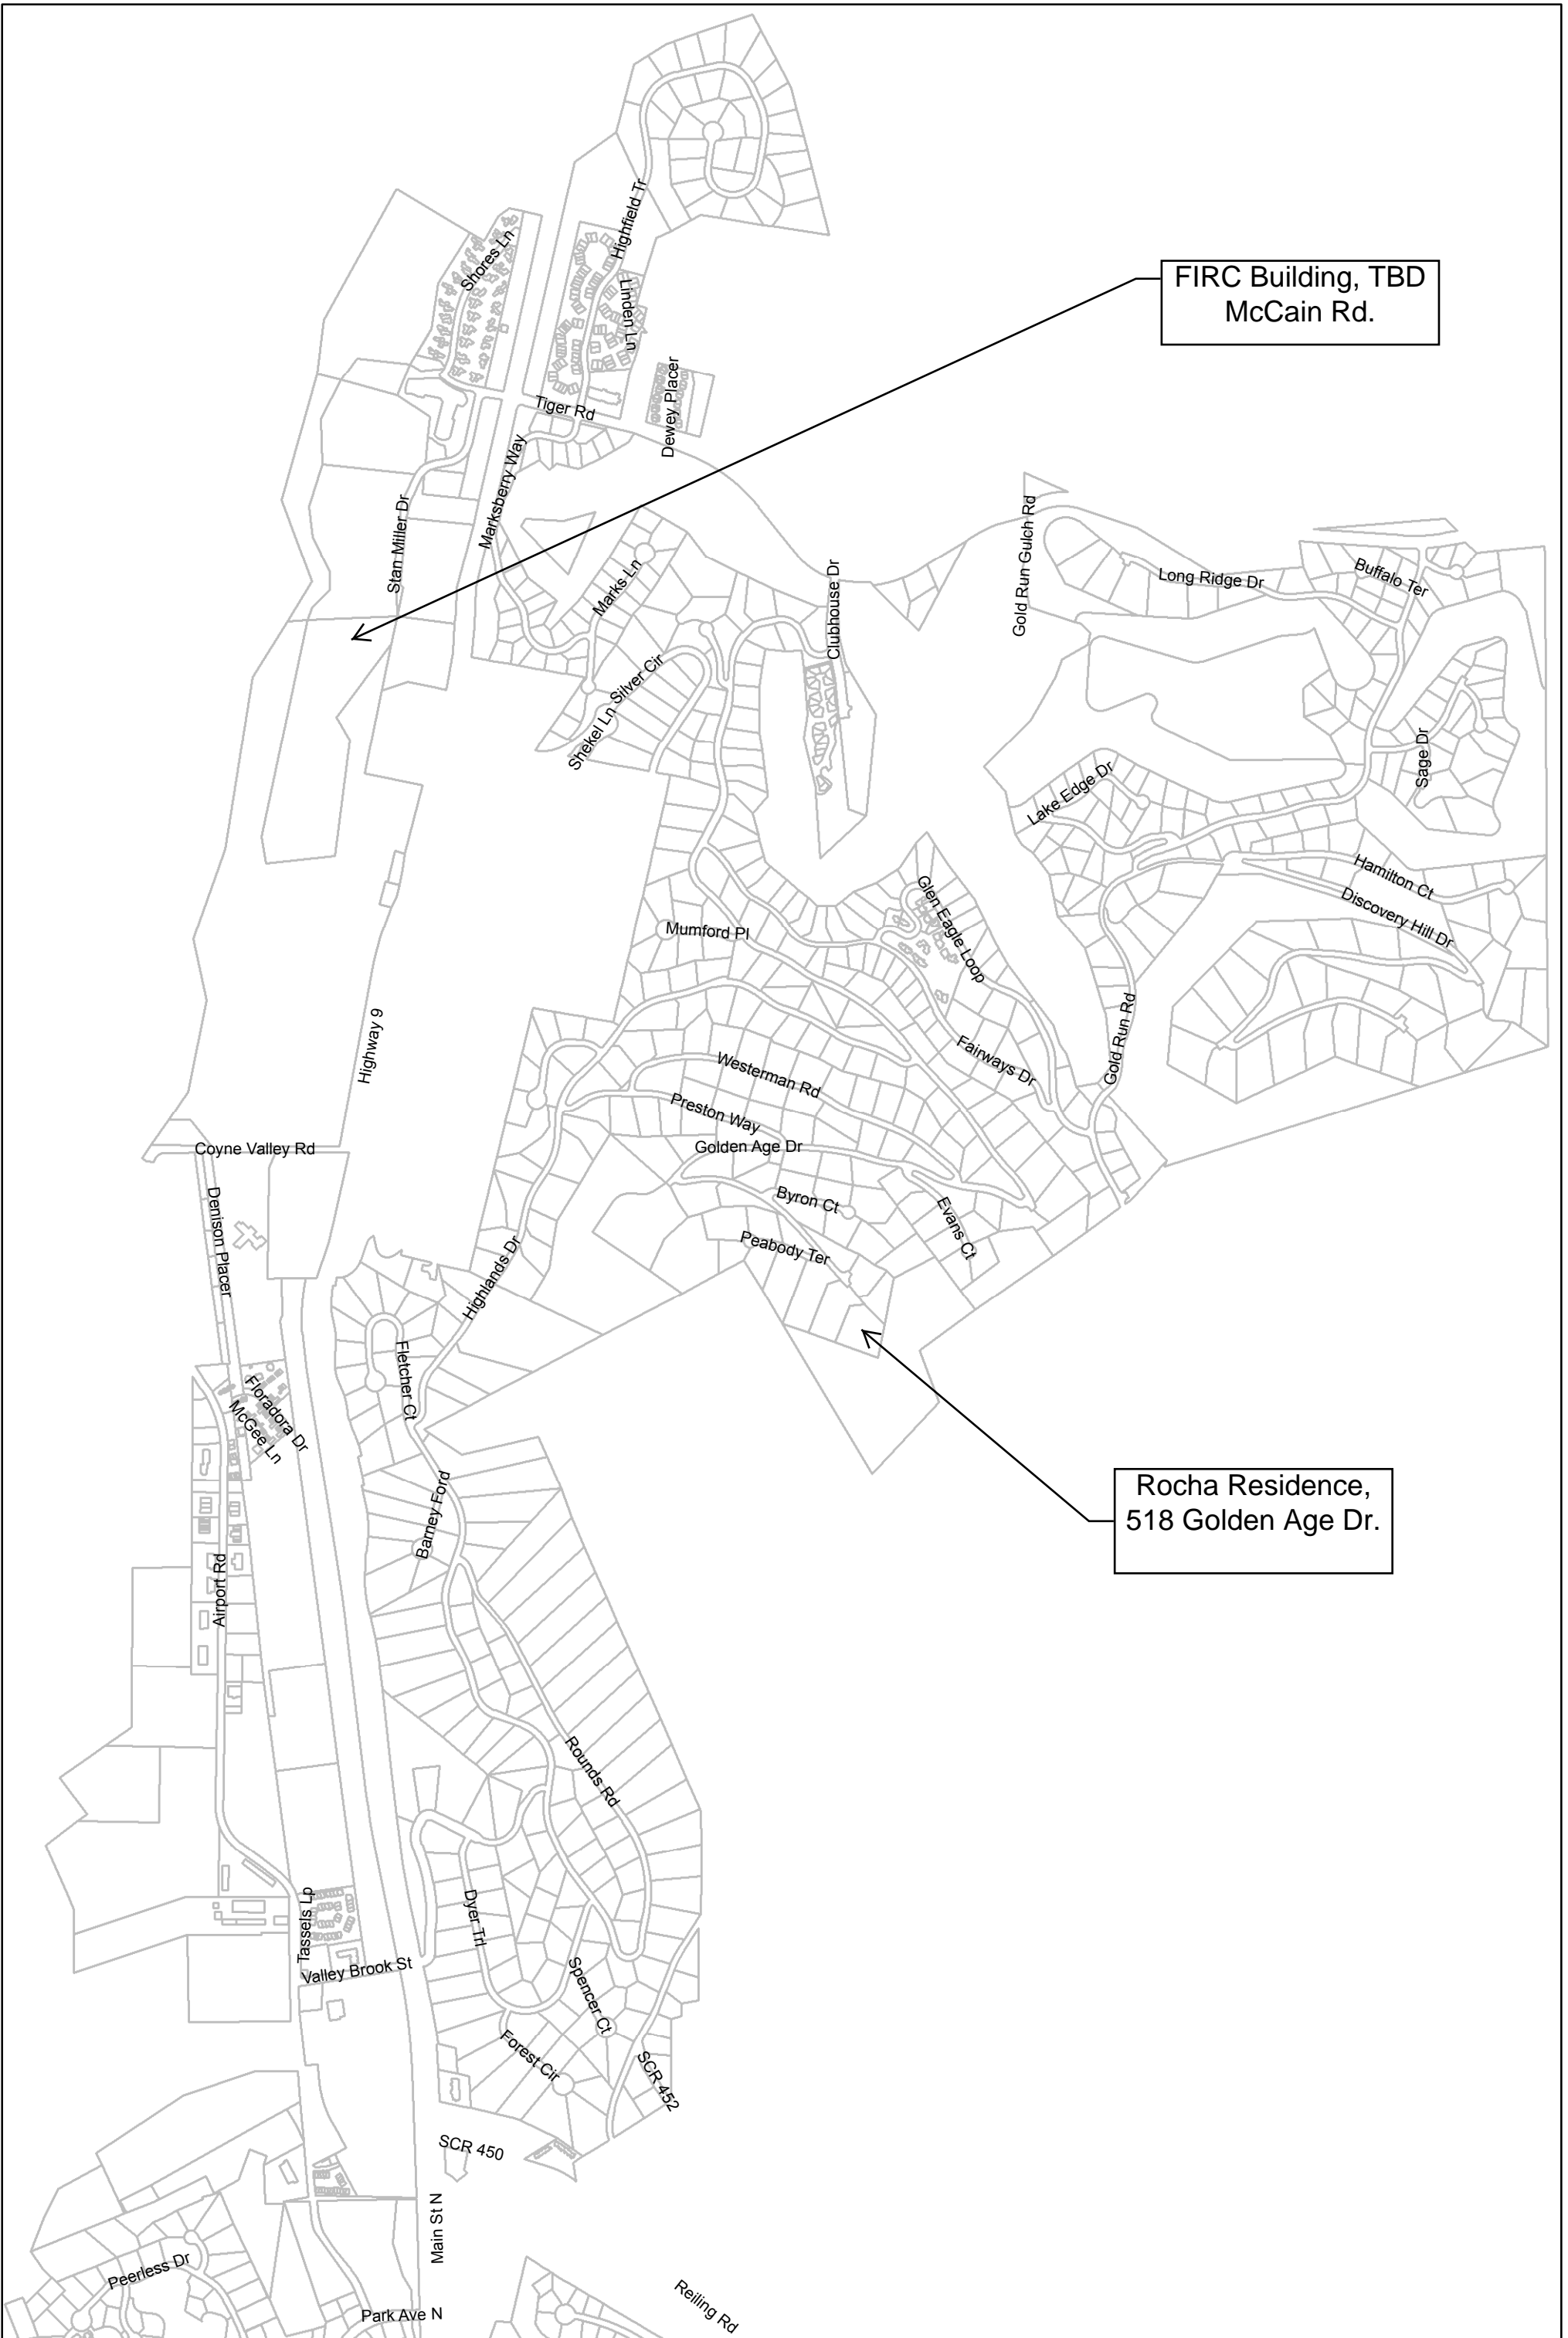 Highfield Tr
Shores Ln
Linden Ln
FIRC Building, TBD
McCain Rd.
Dewey Placer
Tiger Rd
Marksberry Way
Stan Miller Dr
Gold Run Gulch Rd
Marks Ln
Clubhouse Dr
Long Ridge Dr
Buffalo Ter
Silver Cir
Shekel Ln
Sage Dr
Lake Edge Dr
Hamilton Ct
Discovery Hill Dr
Glen Eagle Loop
Mumford Pl
Highway 9
Gold Run Rd
Fairways Dr
Westerman Rd
Preston Way
Golden Age Dr
Coyne Valley Rd
Denison Placer
Byron Ct
Evans Ct
Peabody Ter
Highlands Dr
Fletcher Ct
Floradora Dr
McGee Ln
Rocha Residence,
518 Golden Age Dr.
Barney Ford
Airport Rd
Rounds Rd
Dyer Trl
Tassels Lp
Valley Brook St
Spencer Ct
Forest Cir
SCR 452
SCR 450
Main St N
Peerless Dr
Park Ave N
Reiling Rd